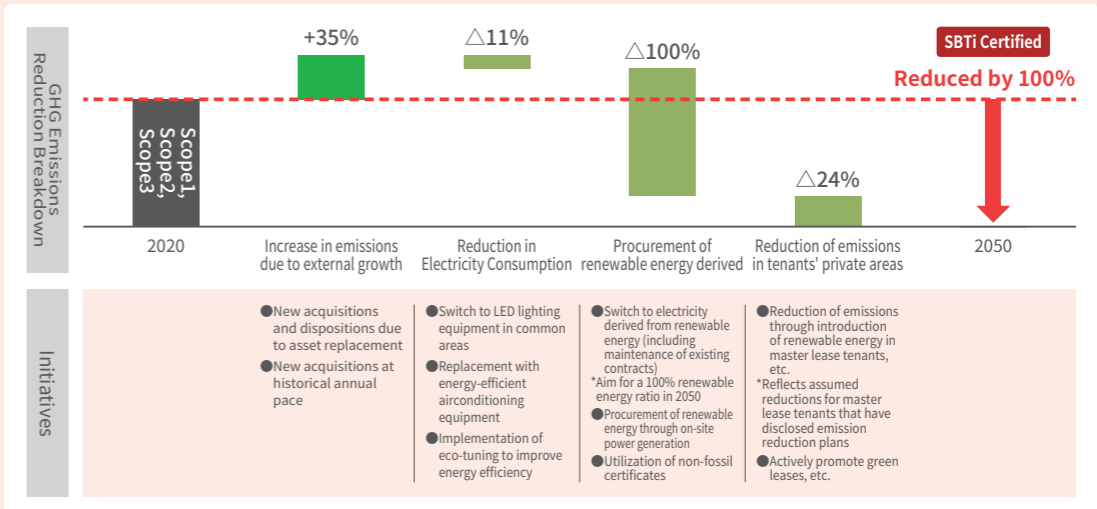 GHG Emissions
Reduction Breakdown
Scope1,
Scope2,
Scope3
+35%
△11%
△100%
△24%
SBTi Certified
Reduced by 100%
2020
Increase in emissions
due to external growth
Reduction in
Electricity Consumption
Procurement of
renewable energy derived
Reduction of emissions
in tenants' private areas
2050
Initiatives
●New acquisitions
and dispositions due
to asset replacement
●New acquisitions at
historical annual
pace
●Switch to LED lighting
equipment in common
areas
●Replacement with
energy-efficient
airconditioning
equipment
●Implementation of
eco-tuning to improve
energy efficiency
●Switch to electricity
derived from renewable
energy (including
maintenance of existing
contracts)
*Aim for a 100% renewable
energy ratio in 2050
●Procurement of renewable
energy through on-site
power generation
●Utilization of non-fossil
certificates
●Reduction of emissions
through introduction
of renewable energy in
master lease tenants,
etc.
*Reflects assumed
reductions for master
lease tenants that have
disclosed emission
reduction plans
●Actively promote green
leases, etc.